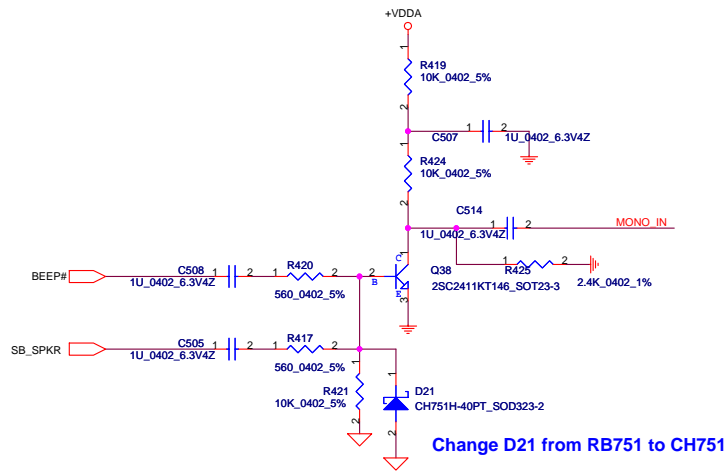 +VDDA
1
R419
10K_0402_5%
2
C507
1
2
1U_0402_6.3V4Z
1
R424
10K_0402_5%
2
C514
1
2
MONO_IN
1U_0402_6.3V4Z
BEEP#
C508
1
2
1U_0402_6.3V4Z
1
R420
2
560_0402_5%
2
B
C
1
E
3
Q38
2SC2411KT146_SOT23-3
1
R425
2
2.4K_0402_1%
SB_SPKR
C505
1
2
1U_0402_6.3V4Z
1
R417
2
560_0402_5%
1
R421
10K_0402_5%
2
1
D21
CH751H-40PT_SOD323-2
2
Change D21 from RB751 to CH751